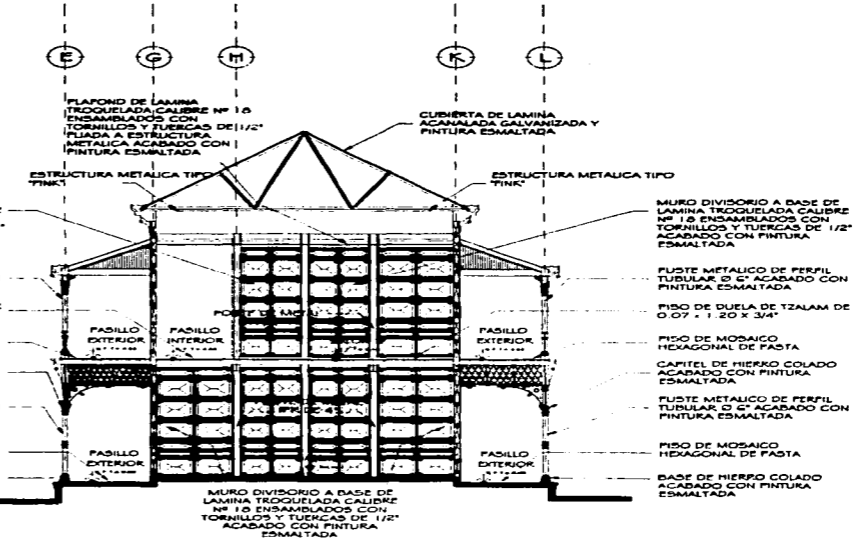 E G M K L
PLAFOND DE LAMINA
TROQUELADA CALIBRE Nº 18
ENSAMBLADOS CON
TORNILLOS Y TUERCAS DE 1/2"
FIJADA A ESTRUCTURA
METALICA ACABADO CON
PINTURA ESMALTADA
CUBIERTA DE LAMINA
ACANALADA GALVANIZADA Y
PINTURA ESMALTADA
ESTRUCTURA METALICA TIPO
"FINK"
ESTRUCTURA METALICA TIPO
"FINK"
MURO DIVISORIO A BASE DE
LAMINA TROQUELADA CALIBRE
Nº 18 ENSAMBLADOS CON
TORNILLOS Y TUERCAS DE 1/2"
ACABADO CON PINTURA
ESMALTADA
FUSTE METALICO DE PERFIL
TUBULAR Ø 6" ACABADO CON
PINTURA ESMALTADA
PISO DE DUELA DE TZALAM DE
0.07 x 1.20 X 3/4"
PISO DE MOSAICO
HEXAGONAL DE PASTA
CAPITEL DE HIERRO COLADO
ACABADO CON PINTURA
ESMALTADA
FUSTE METALICO DE PERFIL
TUBULAR Ø 6" ACABADO CON
PINTURA ESMALTADA
PISO DE MOSAICO
HEXAGONAL DE PASTA
BASE DE HIERRO COLADO
ACABADO CON PINTURA
ESMALTADA
PASILLO
EXTERIOR
PASILLO
INTERIOR
PASILLO
EXTERIOR
PASILLO
EXTERIOR
PASILLO
EXTERIOR
MURO DIVISORIO A BASE DE
LAMINA TROQUELADA CALIBRE
Nº 18 ENSAMBLADOS CON
TORNILLOS Y TUERCAS DE 1/2"
ACABADO CON PINTURA
ESMALTADA